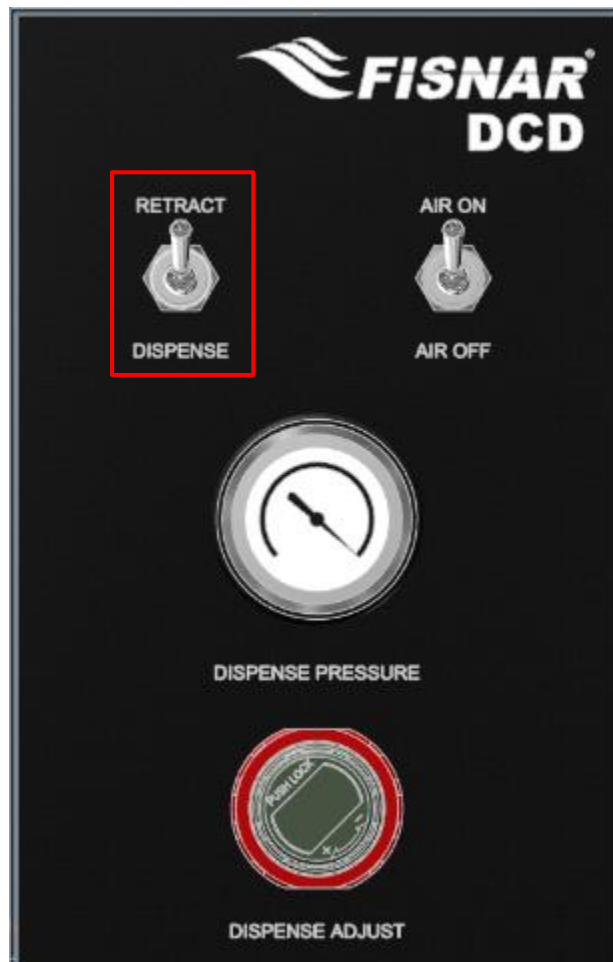 FISNAR®
DCD
RETRACT
AIR ON
DISPENSE
AIR OFF
DISPENSE PRESSURE
PUSH LOCK
DISPENSE ADJUST